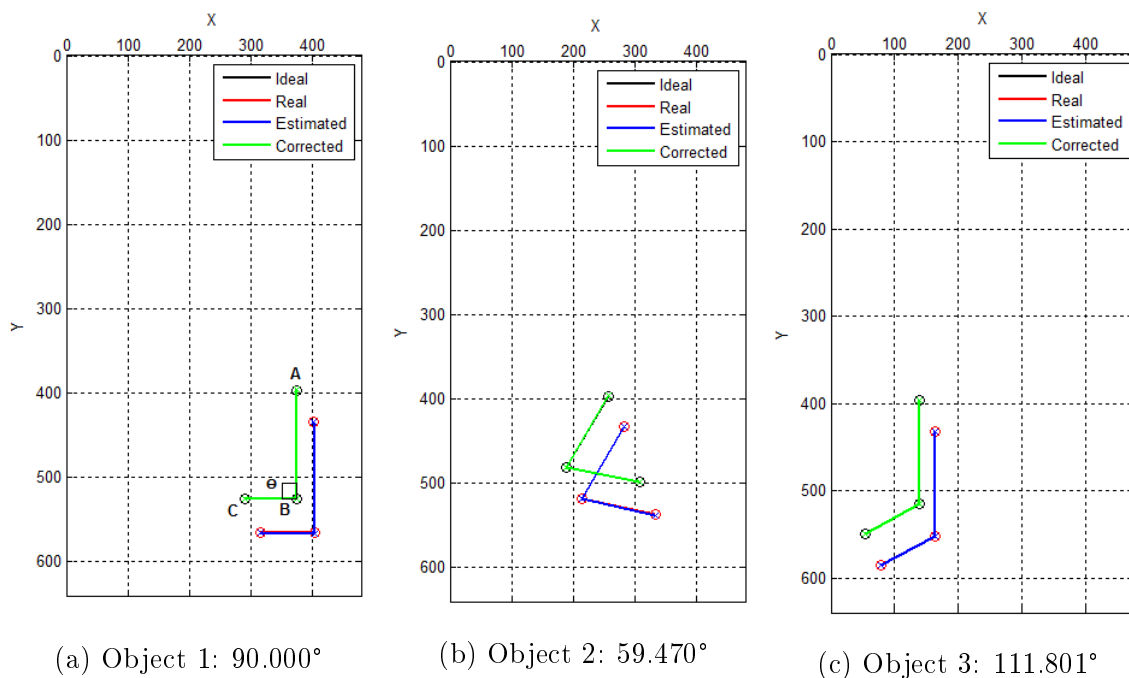 X
0 100 200 300 400
0
100
200
300
400
500
600
Y
Ideal
Real
Estimated
Corrected
A
ɵ
B
C
(a) Object 1: 90.000°
X
0 100 200 300 400
0
100
200
300
400
500
600
Y
Ideal
Real
Estimated
Corrected
(b) Object 2: 59.470°
X
0 100 200 300 400
0
100
200
300
400
500
600
Y
Ideal
Real
Estimated
Corrected
(c) Object 3: 111.801°